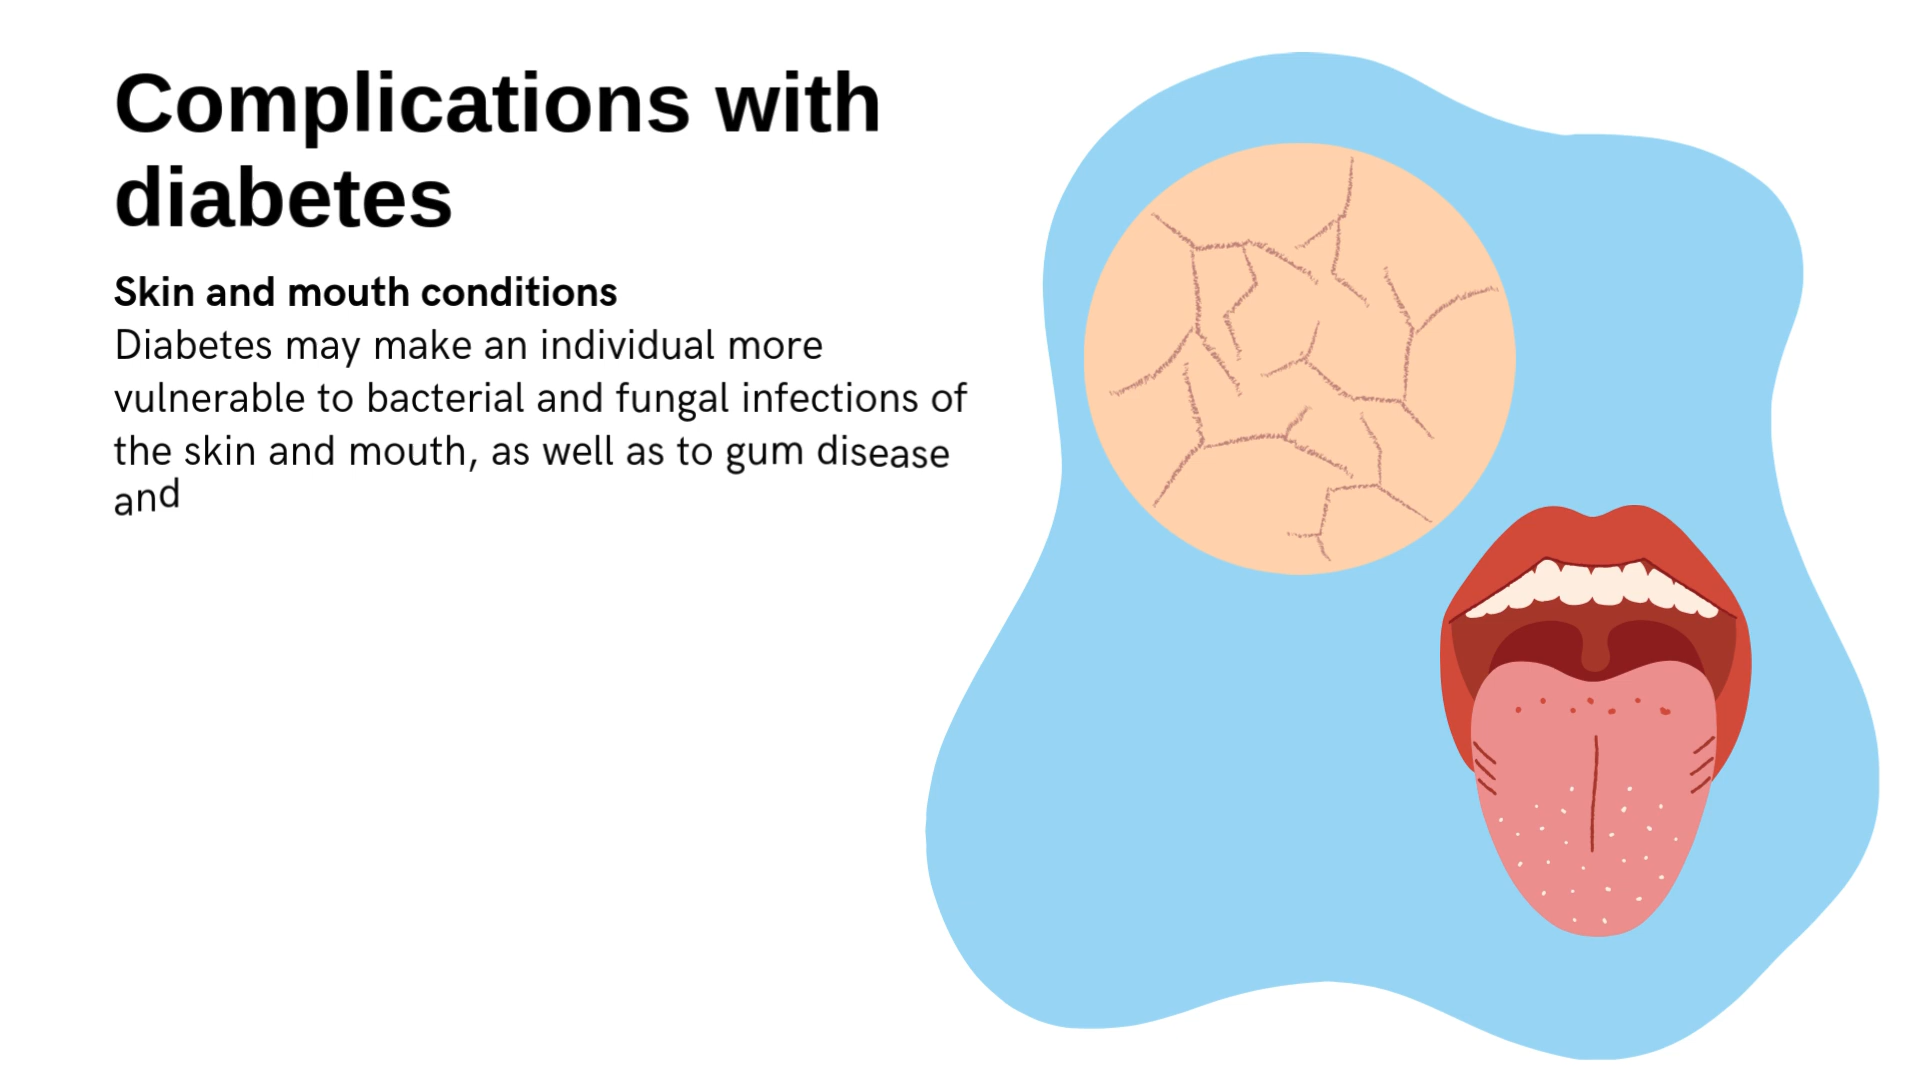 Complications with
diabetes
Skin and mouth conditions
Diabetes may make an individual more
vulnerable to bacterial and fungal infections of
the skin and mouth, as well as to gum disease
and